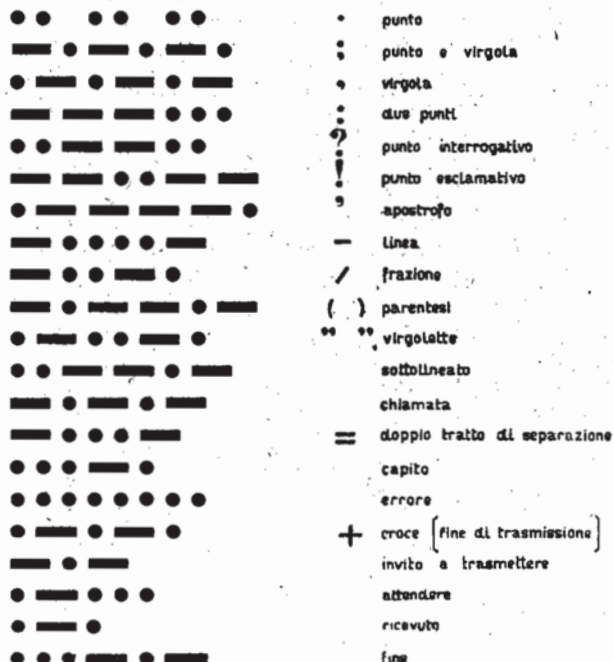 •• •• •• . punto
— • — • — • ; punto e virgola
• — • — • — , virgola
— — — • • • : due punti
• • — — • • ? punto interrogativo
— — • • — — ! punto esclamativo
• — — — — • ' apostrofo
— • • • • — – linea
— • • — • / frazione
— • — — • — ( ) parentesi
• — • • — • " " virgolette
• • — — • — sottolineato
— • — • — chiamata
— • • • — = doppio tratto di separazione
• • • — • capito
• • • • • • • • errore
• — • — • + croce [fine di trasmissione]
— • — invito a trasmettere
• — • • • attendere
• — • ricevuto
• • • — • — fine